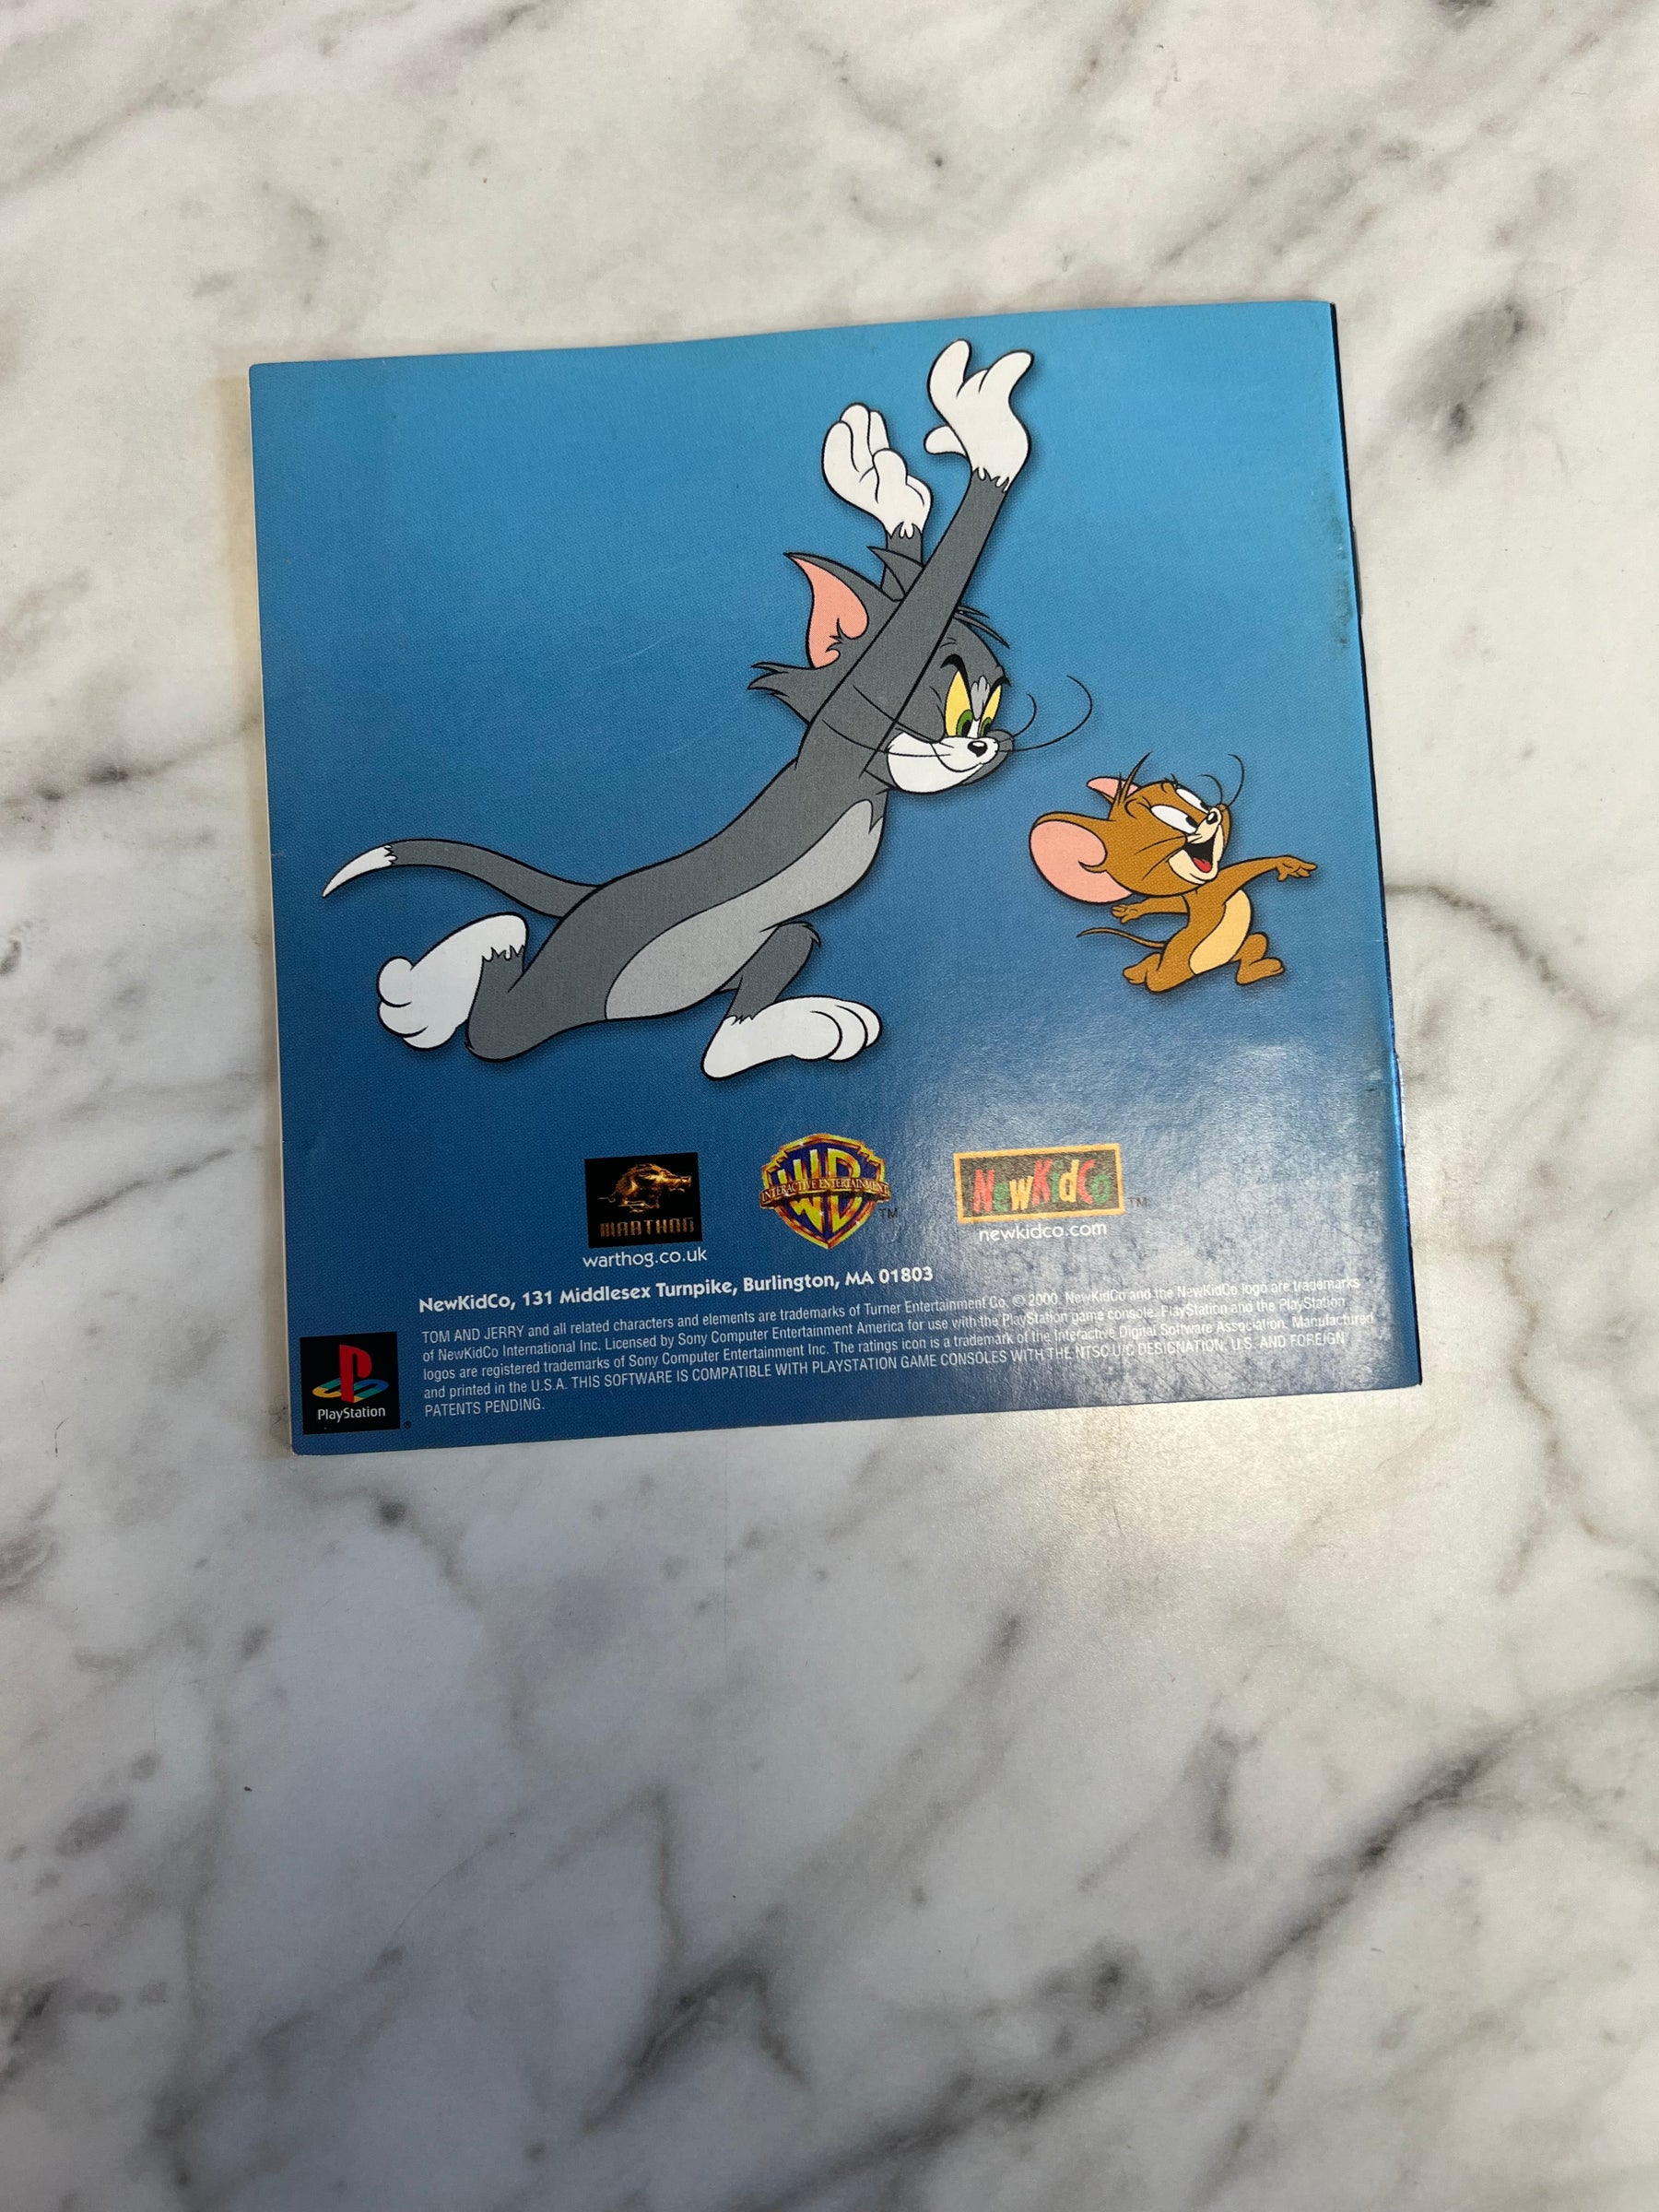 WARTHOG
WB
INTERACTIVE ENTERTAINMENT
TM
NewKidCo
TM
warthog.co.uk
newkidco.com
NewKidCo, 131 Middlesex Turnpike, Burlington, MA 01803
TOM AND JERRY and all related characters and elements are trademarks of Turner Entertainment Co. © 2000. NewKidCo and the NewKidCo logo are trademarks
of NewKidCo International Inc. Licensed by Sony Computer Entertainment America for use with the PlayStation game console. PlayStation and the PlayStation
logos are registered trademarks of Sony Computer Entertainment Inc. The ratings icon is a trademark of the Interactive Digital Software Association. Manufactured
and printed in the U.S.A. THIS SOFTWARE IS COMPATIBLE WITH PLAYSTATION GAME CONSOLES WITH THE NTSC U/C DESIGNATION. U.S. AND FOREIGN
PATENTS PENDING.
PlayStation